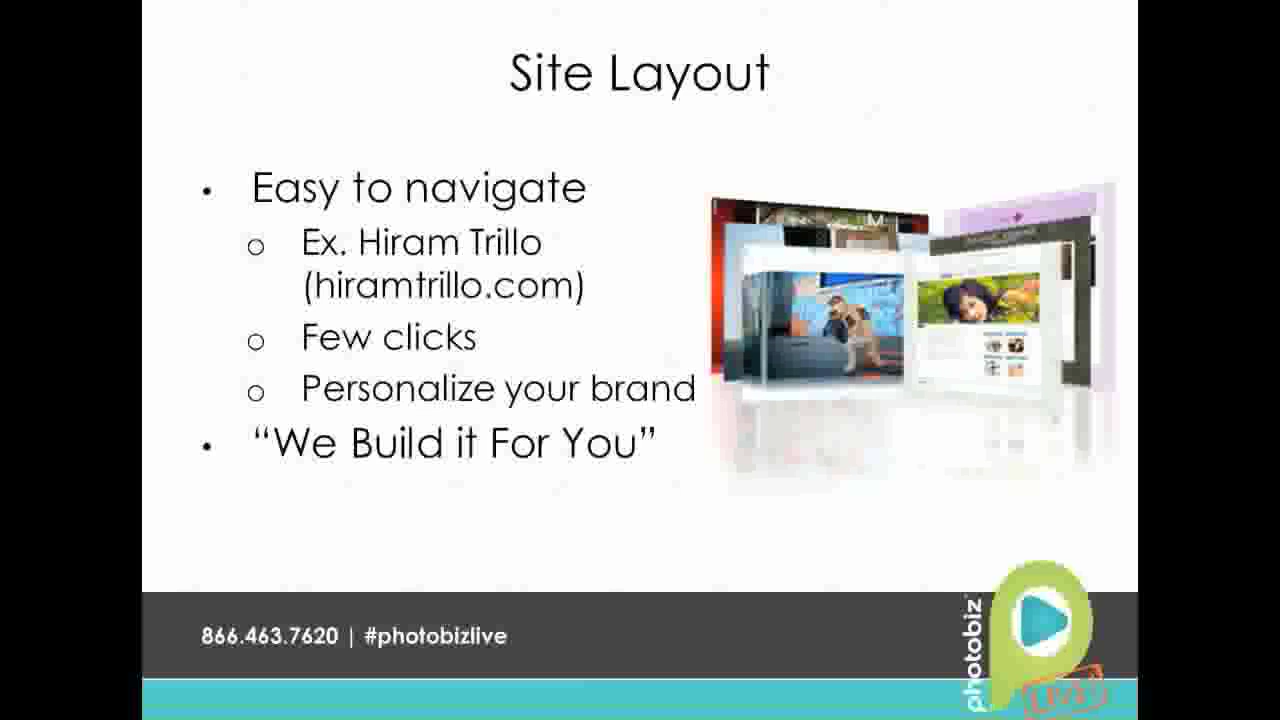 Site Layout
• Easy to navigate
o Ex. Hiram Trillo
(hiramtrillo.com)
o Few clicks
o Personalize your brand
• “We Build it For You”
866.463.7620 | #photobizlive
photobiz
LIVE